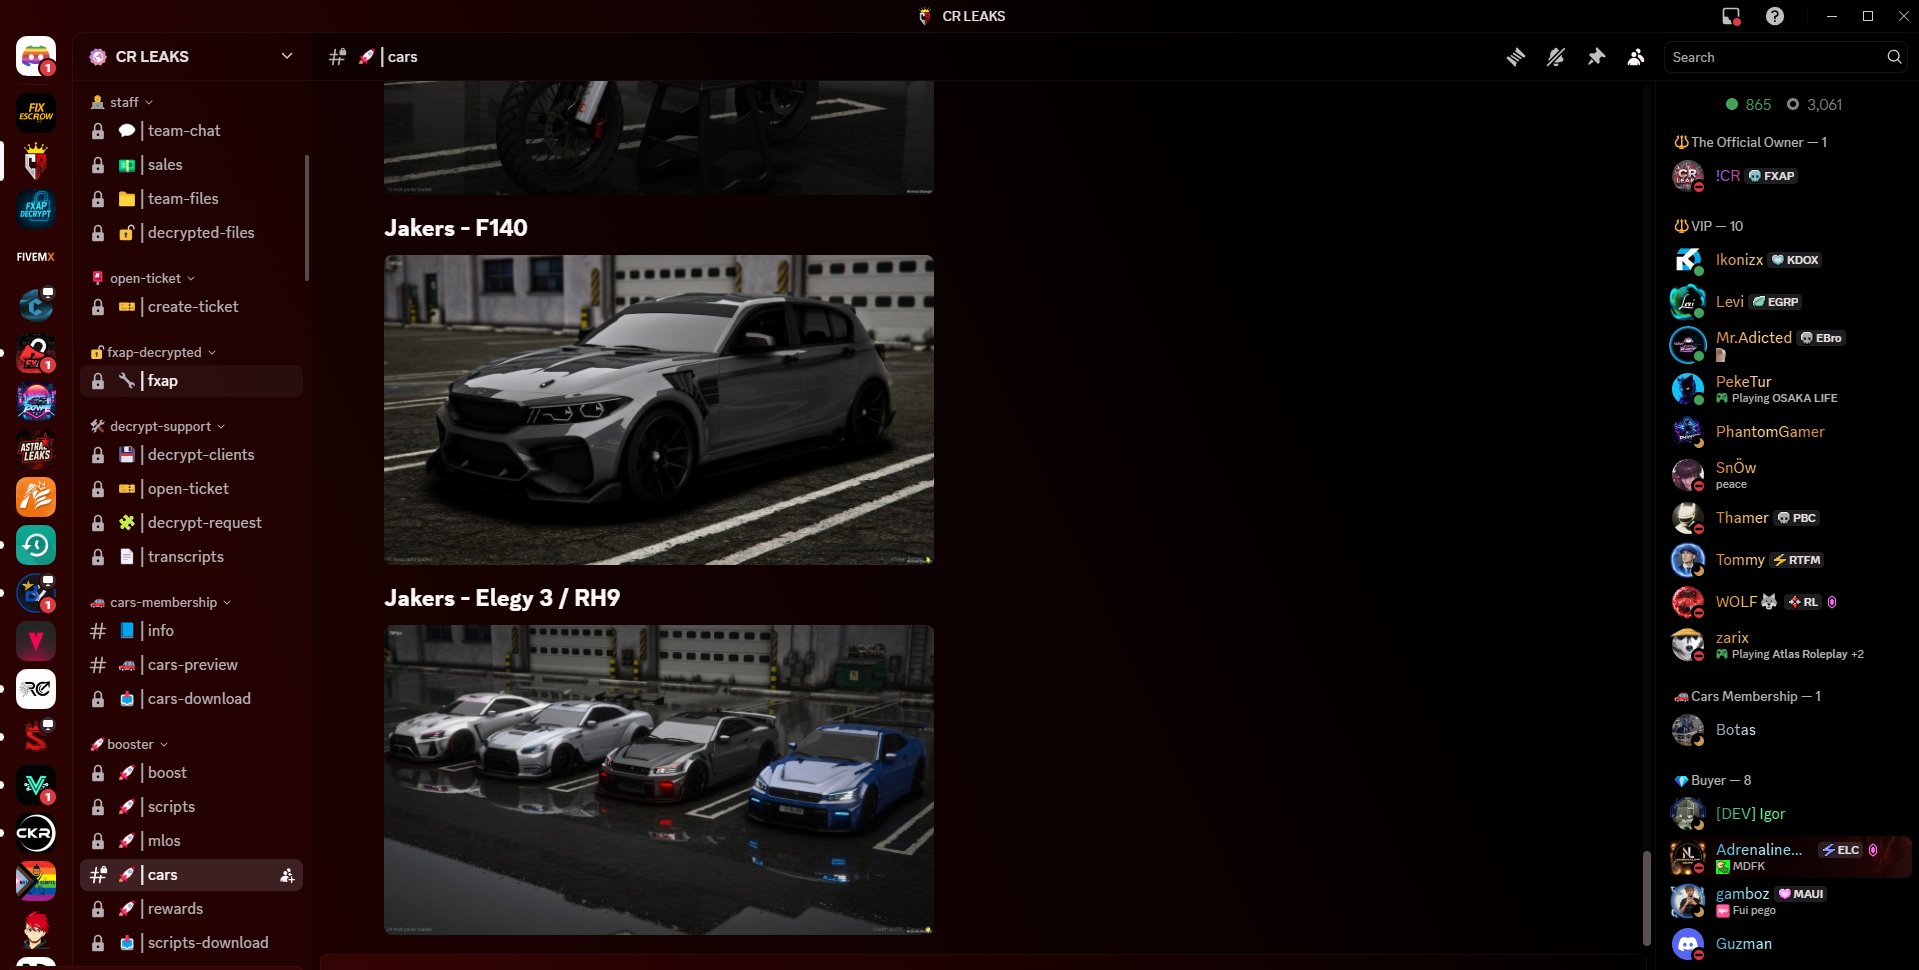 CR LEAKS
CR LEAKS
cars
Search
1
FIX
ESCROW
FXAP
DECRYPT
FIVEMX
1
ASTRAL
LEAKS
1
1
CKR
staff
team-chat
sales
team-files
decrypted-files
open-ticket
create-ticket
fxap-decrypted
fxap
decrypt-support
decrypt-clients
open-ticket
decrypt-request
transcripts
cars-membership
info
cars-preview
cars-download
booster
boost
scripts
mlos
cars
rewards
scripts-download
Jakers - F140
Jakers - Elegy 3 / RH9
865 3,061
The Official Owner — 1
!CR FXAP
VIP — 10
Ikonizx KDOX
Levi EGRP
Mr.Adicted EBro
PekeTur
Playing OSAKA LIFE
PhantomGamer
SnÖw
peace
Thamer PBC
Tommy RTFM
WOLF RL
zarix
Playing Atlas Roleplay +2
Cars Membership — 1
Botas
Buyer — 8
[DEV] Igor
Adrenaline... ELC
MDFK
gamboz MAUI
Fui pego
Guzman